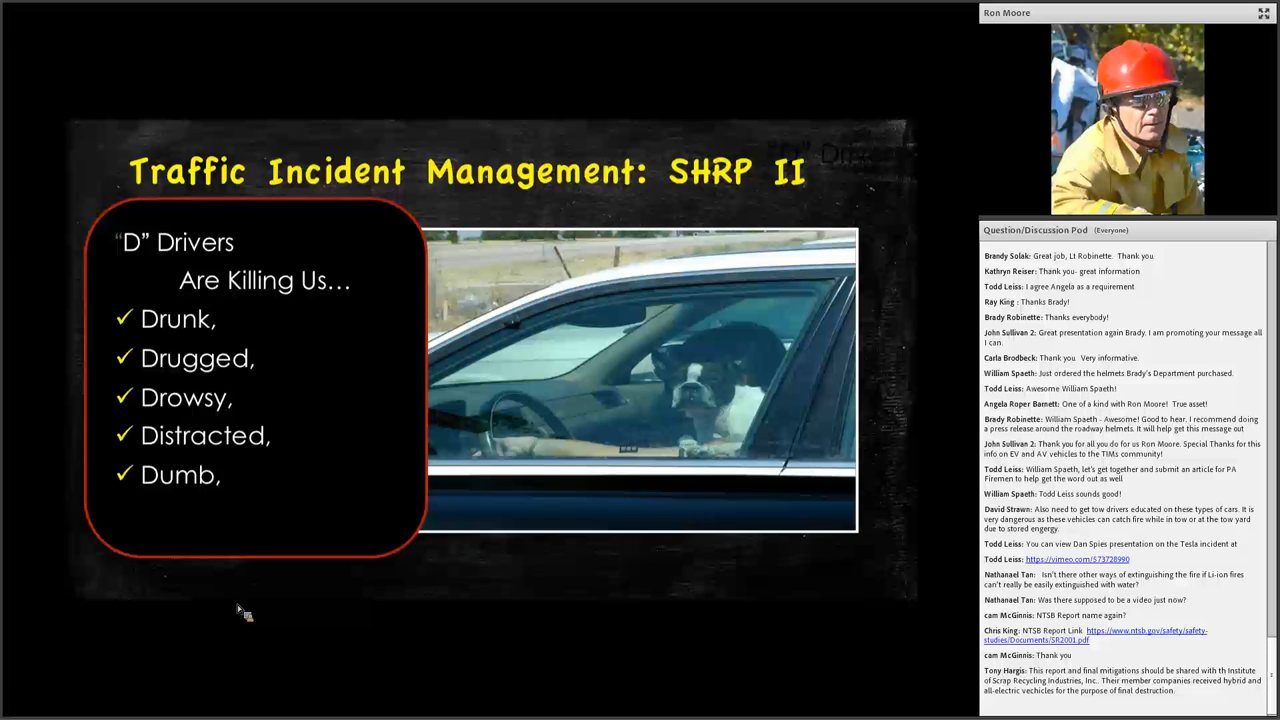 Ron Moore
"D" Driv
Traffic Incident Management: SHRP II
"D" Drivers
Are Killing Us...
✓ Drunk,
✓ Drugged,
✓ Drowsy,
✓ Distracted,
✓ Dumb,
Question/Discussion Pod (Everyone)
Brandy Solak: Great job, Lt Robinette. Thank you.
Kathryn Reiser: Thank you- great information
Todd Leiss: I agree Angela as a requirement
Ray King : Thanks Brady!
Brady Robinette: Thanks everybody!
John Sullivan 2: Great presentation again Brady. I am promoting your message all
I can.
Carla Brodbeck: Thank you. Very informative.
William Spaeth: Just ordered the helmets Brady's Department purchased.
Todd Leiss: Awesome William Spaeth!
Angela Roper Barnett: One of a kind with Ron Moore! True asset!
Brady Robinette: William Spaeth - Awesome! Good to hear. I recommend doing
a press release around the roadway helmets. It will help get this message out
John Sullivan 2: Thank you for all you do for us Ron Moore. Special Thanks for this
info on EV and AV vehicles to the TIMs community!
Todd Leiss: William Spaeth, let's get together and submit an article for PA
Firemen to help get the word out as well
William Spaeth: Todd Leiss sounds good!
David Strawn: Also need to get tow drivers educated on these types of cars. It is
very dangerous as these vehicles can catch fire while in tow or at the tow yard
due to stored engergy.
Todd Leiss: You can view Dan Spies presentation on the Tesla incident at
Todd Leiss: https://vimeo.com/573728990
Nathanael Tan: Isn't there other ways of extinguishing the fire if Li-ion fires
can't really be easily extinguished with water?
Nathanael Tan: Was there supposed to be a video just now?
cam McGinnis: NTSB Report name again?
Chris King: NTSB Report Link https://www.ntsb.gov/safety/safety-
studies/Documents/SR2001.pdf
cam McGinnis: Thank you
Tony Hargis: This report and final mitigations should be shared with th Institute
of Scrap Recycling Industries, Inc.. Their member companies received hybrid and
all-electric vechicles for the purpose of final destruction.